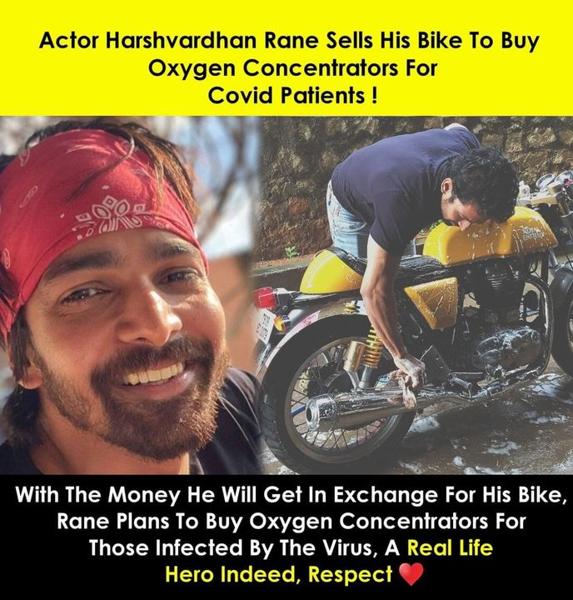 Actor Harshvardhan Rane Sells His Bike To Buy
Oxygen Concentrators For
Covid Patients !
With The Money He Will Get In Exchange For His Bike,
Rane Plans To Buy Oxygen Concentrators For
Those Infected By The Virus, A Real Life
Hero Indeed, Respect ❤️